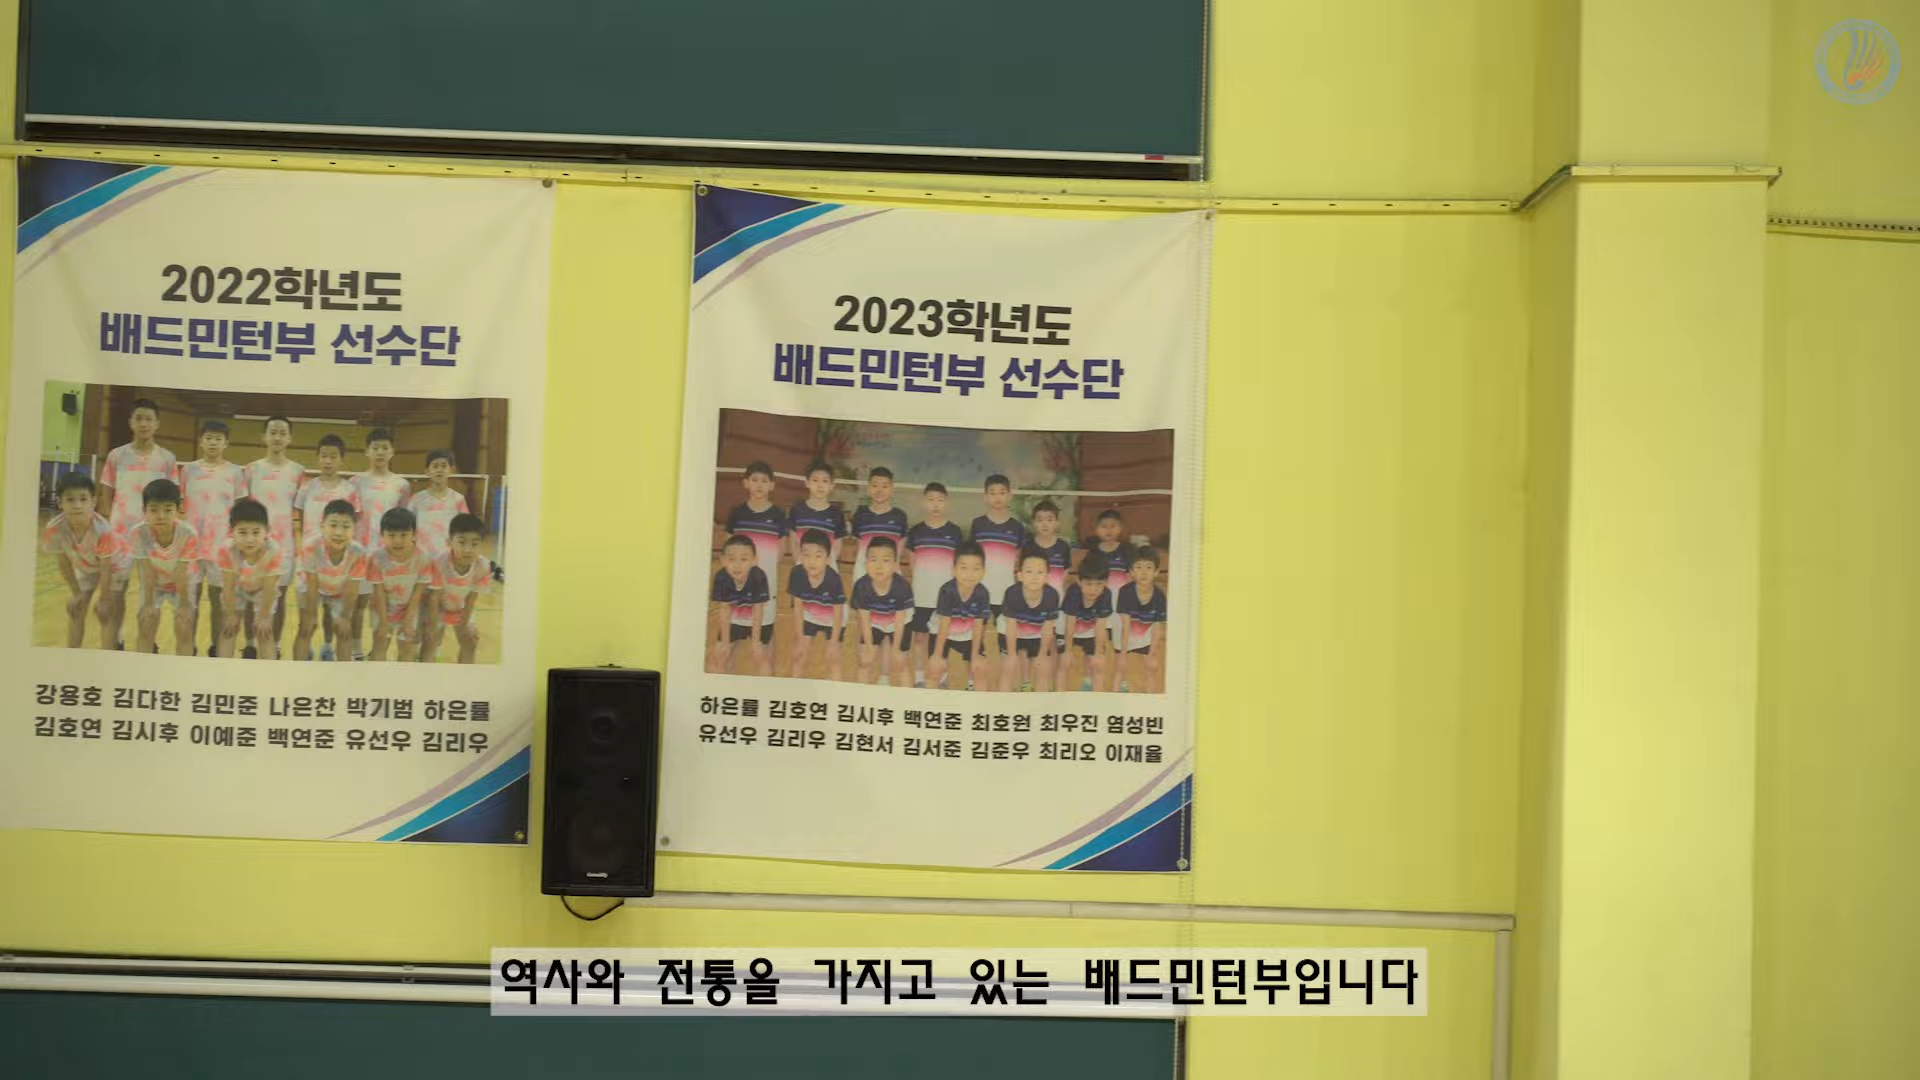 2022학년도
배드민턴부 선수단
강용호 김다한 김민준 나은찬 박기범 하은률
김호연 김시후 이예준 백연준 유선우 김리우
2023학년도
배드민턴부 선수단
하은률 김호연 김시후 백연준 최호원 최우진 염성빈
유선우 김리우 김현서 김서준 김준우 최리오 이재율
역사와 전통을 가지고 있는 배드민턴부입니다